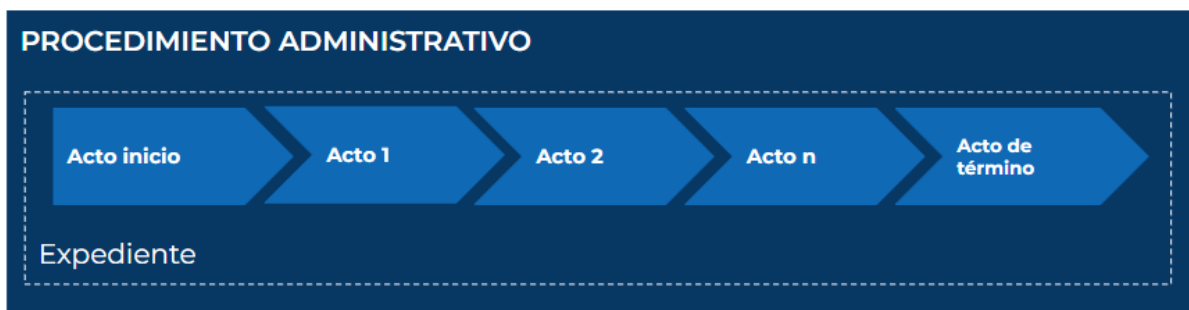 PROCEDIMIENTO ADMINISTRATIVO
Acto inicio
Acto 1
Acto 2
Acto n
Acto de
término
Expediente